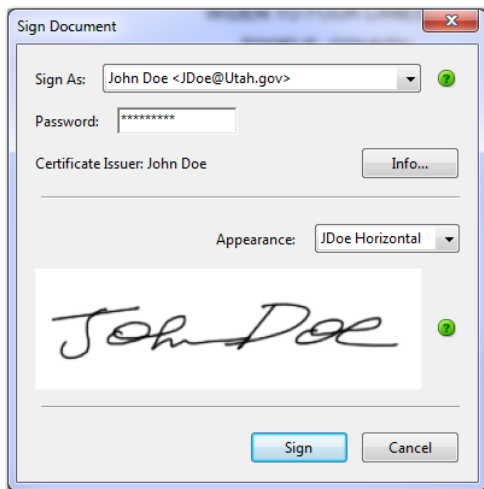 Sign Document
Sign As: John Doe <JDoe@Utah.gov>
Password: *********
Certificate Issuer: John Doe
Info...
Appearance: JDoe Horizontal
John Doe
Sign Cancel